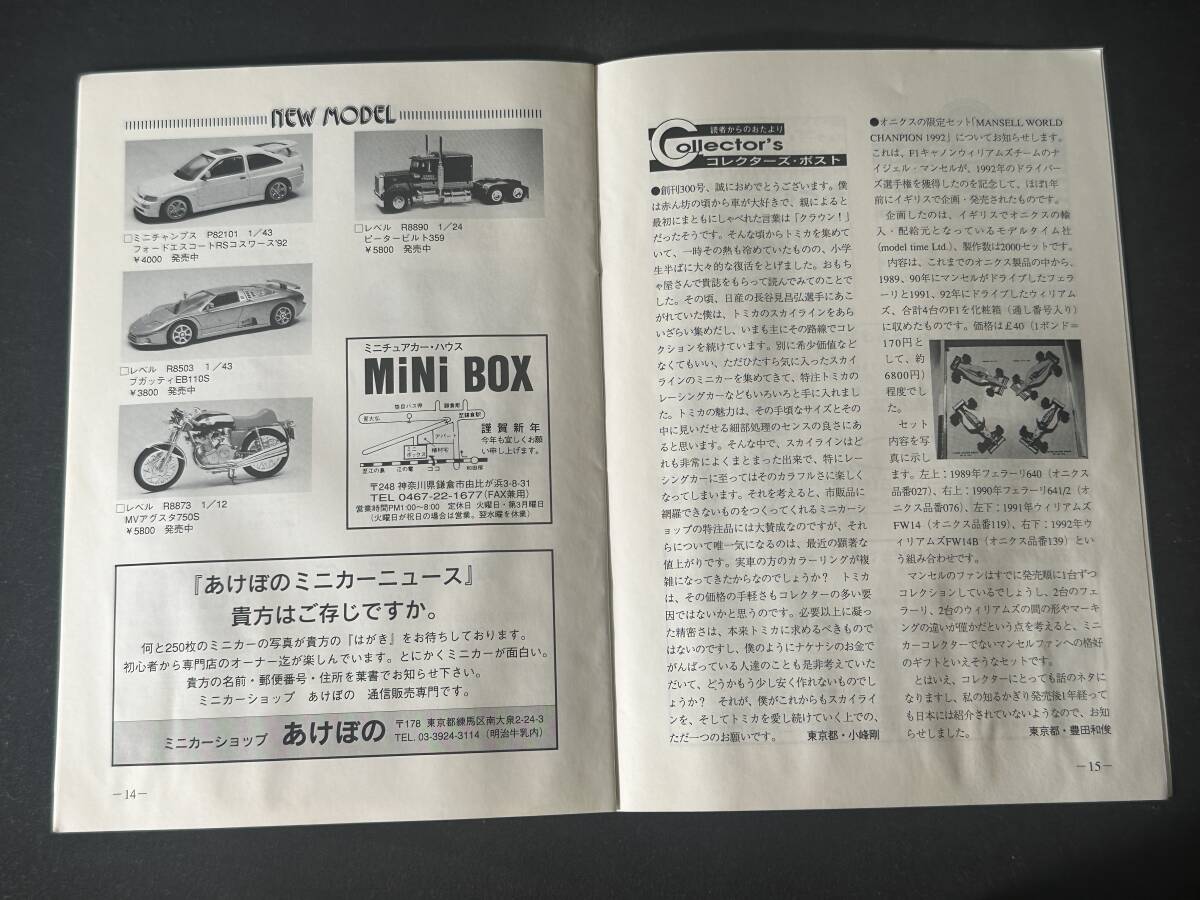 NEW MODEL
□ミニチャンプス P82101 1/43
フォードエスコートRSコスワース'92
¥4000 発売中
□レベル R8503 1/43
ブガッティEB110S
¥3800 発売中
□レベル R8873 1/12
MVアグスタ750S
¥5800 発売中
□レベル R8890 1/24
ピータービルト359
¥5800 発売中
ミニチュアカー・ハウス
MiNi BOX
謹賀新年
今年も宜しくお願
い申し上げます。
〒248 神奈川県鎌倉市由比が浜3-8-31
TEL 0467-22-1677(FAX兼用)
営業時間PM1:00〜8:00 定休日 火曜日・第3月曜日
(火曜日が祝日の場合は営業。翌水曜を休業)
『あけぼのミニカーニュース』
貴方はご存じですか。
何と250枚のミニカーの写真が貴方の『はがき』をお待ちしております。
初心者から専門店のオーナー迄が楽しんでいます。とにかくミニカーが面白い。
貴方の名前・郵便番号・住所を葉書でお知らせ下さい。
ミニカーショップ あけぼの 通信販売専門です。
ミニカーショップ あけぼの
〒178 東京都練馬区南大泉2-24-3
TEL. 03-3924-3114 (明治牛乳内)
—14—
読者からのおたより
Collector's
コレクターズ・ポスト
●創刊300号、誠におめでとうございます。僕
は赤ん坊の頃から車が大好きで、親によると
最初にまともにしゃべれた言葉は「クラウン!」
だったそうです。そんな頃からトミカを集めて
いて、一時その熱も冷めていたものの、小学
生半ばに大々的な復活をとげました。おもち
ゃ屋さんで貴誌をもらって読んでみてのことで
した。その頃、日産の長谷見昌弘選手にあこ
がれていた僕は、トミカのスカイラインをあら
いざらい集めだし、いまも主にその路線でコレ
クションを続けています。別に希少価値など
なくてもいい、ただひたすら気に入ったスカイ
ラインのミニカーを集めてきて、特注トミカの
レーシングカーなどもいろいろと手に入れまし
た。トミカの魅力は、その手頃なサイズとその
中に見いだせる細部処理のセンスの良さにあ
ると思います。そんな中で、スカイラインはど
れも非常によくまとまった出来で、特にレー
シングカーに至ってはそのカラフルさに楽しく
なってしまいます。それを考えると、市販品に
網羅できないものをつくってくれるミニカーシ
ョップの特注品には大賛成なのですが、それ
らについて唯一気になるのは、最近の顕著な
値上がりです。実車の方のカラーリングが複
雑になってきたからなのでしょうか? トミカ
は、その価格の手軽さもコレクターの多い要
因ではないかと思うのです。必要以上に凝っ
た精密さは、本来トミカに求めるべきもので
はないのですし、僕のようにナケナシのお金で
がんばっている人達のことも是非考えていた
だいて、どうかもう少し安く作れないものでし
ょうか? それが、僕がこれからもスカイライ
ンを、そしてトミカを愛し続けていく上での、
ただ一つのお願いです。 東京都・小峰剛
●オニクスの限定セット「MANSELL WORLD
CHANPION 1992」についてお知らせします。
これは、F1キャノンウィリアムズチームのナ
イジェル・マンセルが、1992年のドライバー
ズ選手権を獲得したのを記念して、ほぼ1年
前にイギリスで企画・発売されたものです。
企画したのは、イギリスでオニクスの輸
入・配給元となっているモデルタイム社
(model time Ltd.)、製作数は2000セットです。
内容は、これまでのオニクス製品の中から、
1989、90年にマンセルがドライブしたフェラ
ーリと1991、92年にドライブしたウィリアム
ズ、合計4台のF1を化粧箱(通し番号入り)
に収めたものです。価格は£40(1ポンド=
170円と
して、約
6800円)
程度でし
た。
セット
内容を写
真に示し
ます。左上:1989年フェラーリ640(オニクス
品番027)、右上:1990年フェラーリ641/2(オ
ニクス品番076)、左下:1991年ウィリアムズ
FW14(オニクス品番119)、右下:1992年ウ
ィリアムズFW14B(オニクス品番139)とい
う組み合わせです。
マンセルのファンはすでに発売順に1台ずつ
コレクションしているでしょうし、2台のフェ
ラーリ、2台のウィリアムズの間の形やマーキ
ングの違いが僅かだという点を考えると、ミニ
カーコレクターでないマンセルファンへの格好
のギフトといえそうなセットです。
とはいえ、コレクターにとっても話のネタに
なりますし、私の知るかぎり発売後1年経って
も日本には紹介されていないようなので、お知
らせしました。 東京都・豊田和俊
—15—